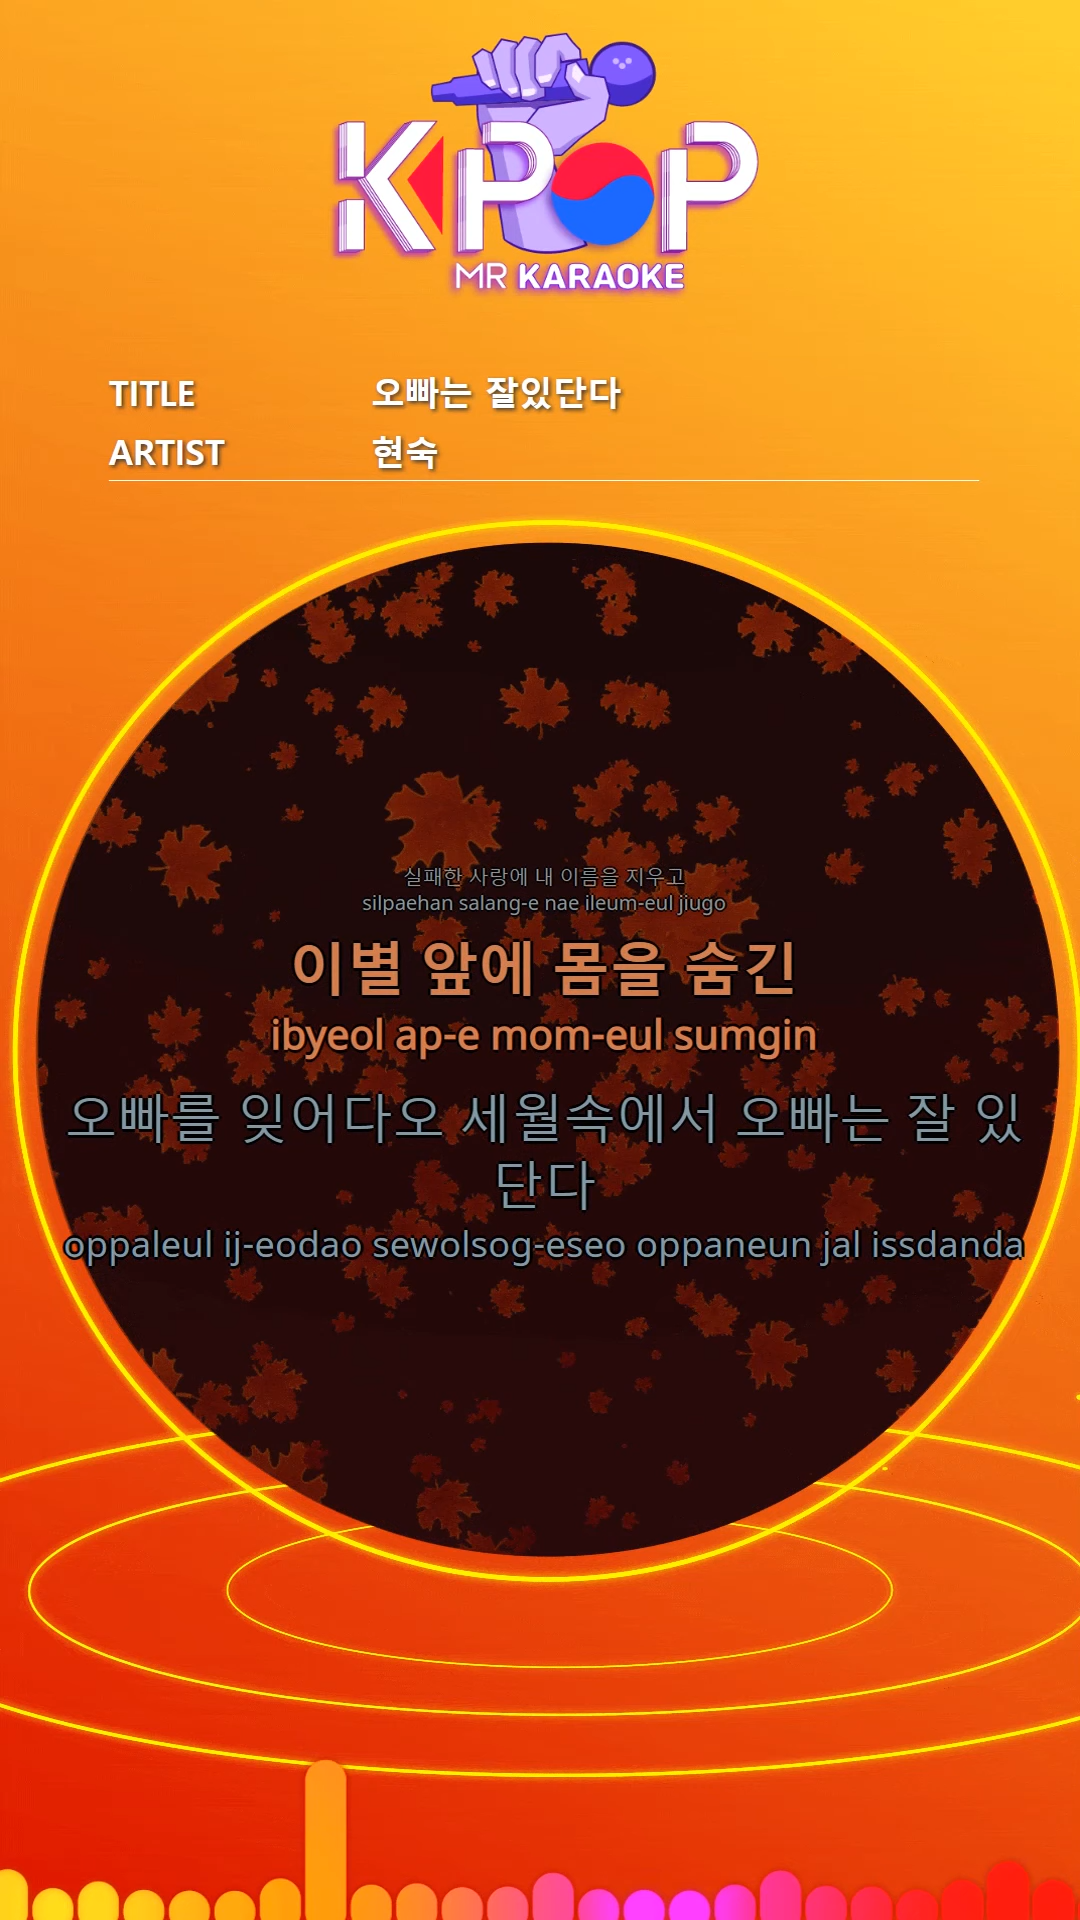 KPOP
MR KARAOKE
TITLE 오빠는 잘있단다
ARTIST 현숙
실패한 사랑에 내 이름을 지우고
silpaehan salang-e nae ileum-eul jiugo
이별 앞에 몸을 숨긴
ibyeol ap-e mom-eul sumgin
오빠를 잊어다오 세월속에서 오빠는 잘 있
단다
oppaleul ij-eodao sewolsog-eseo oppaneun jal issdanda